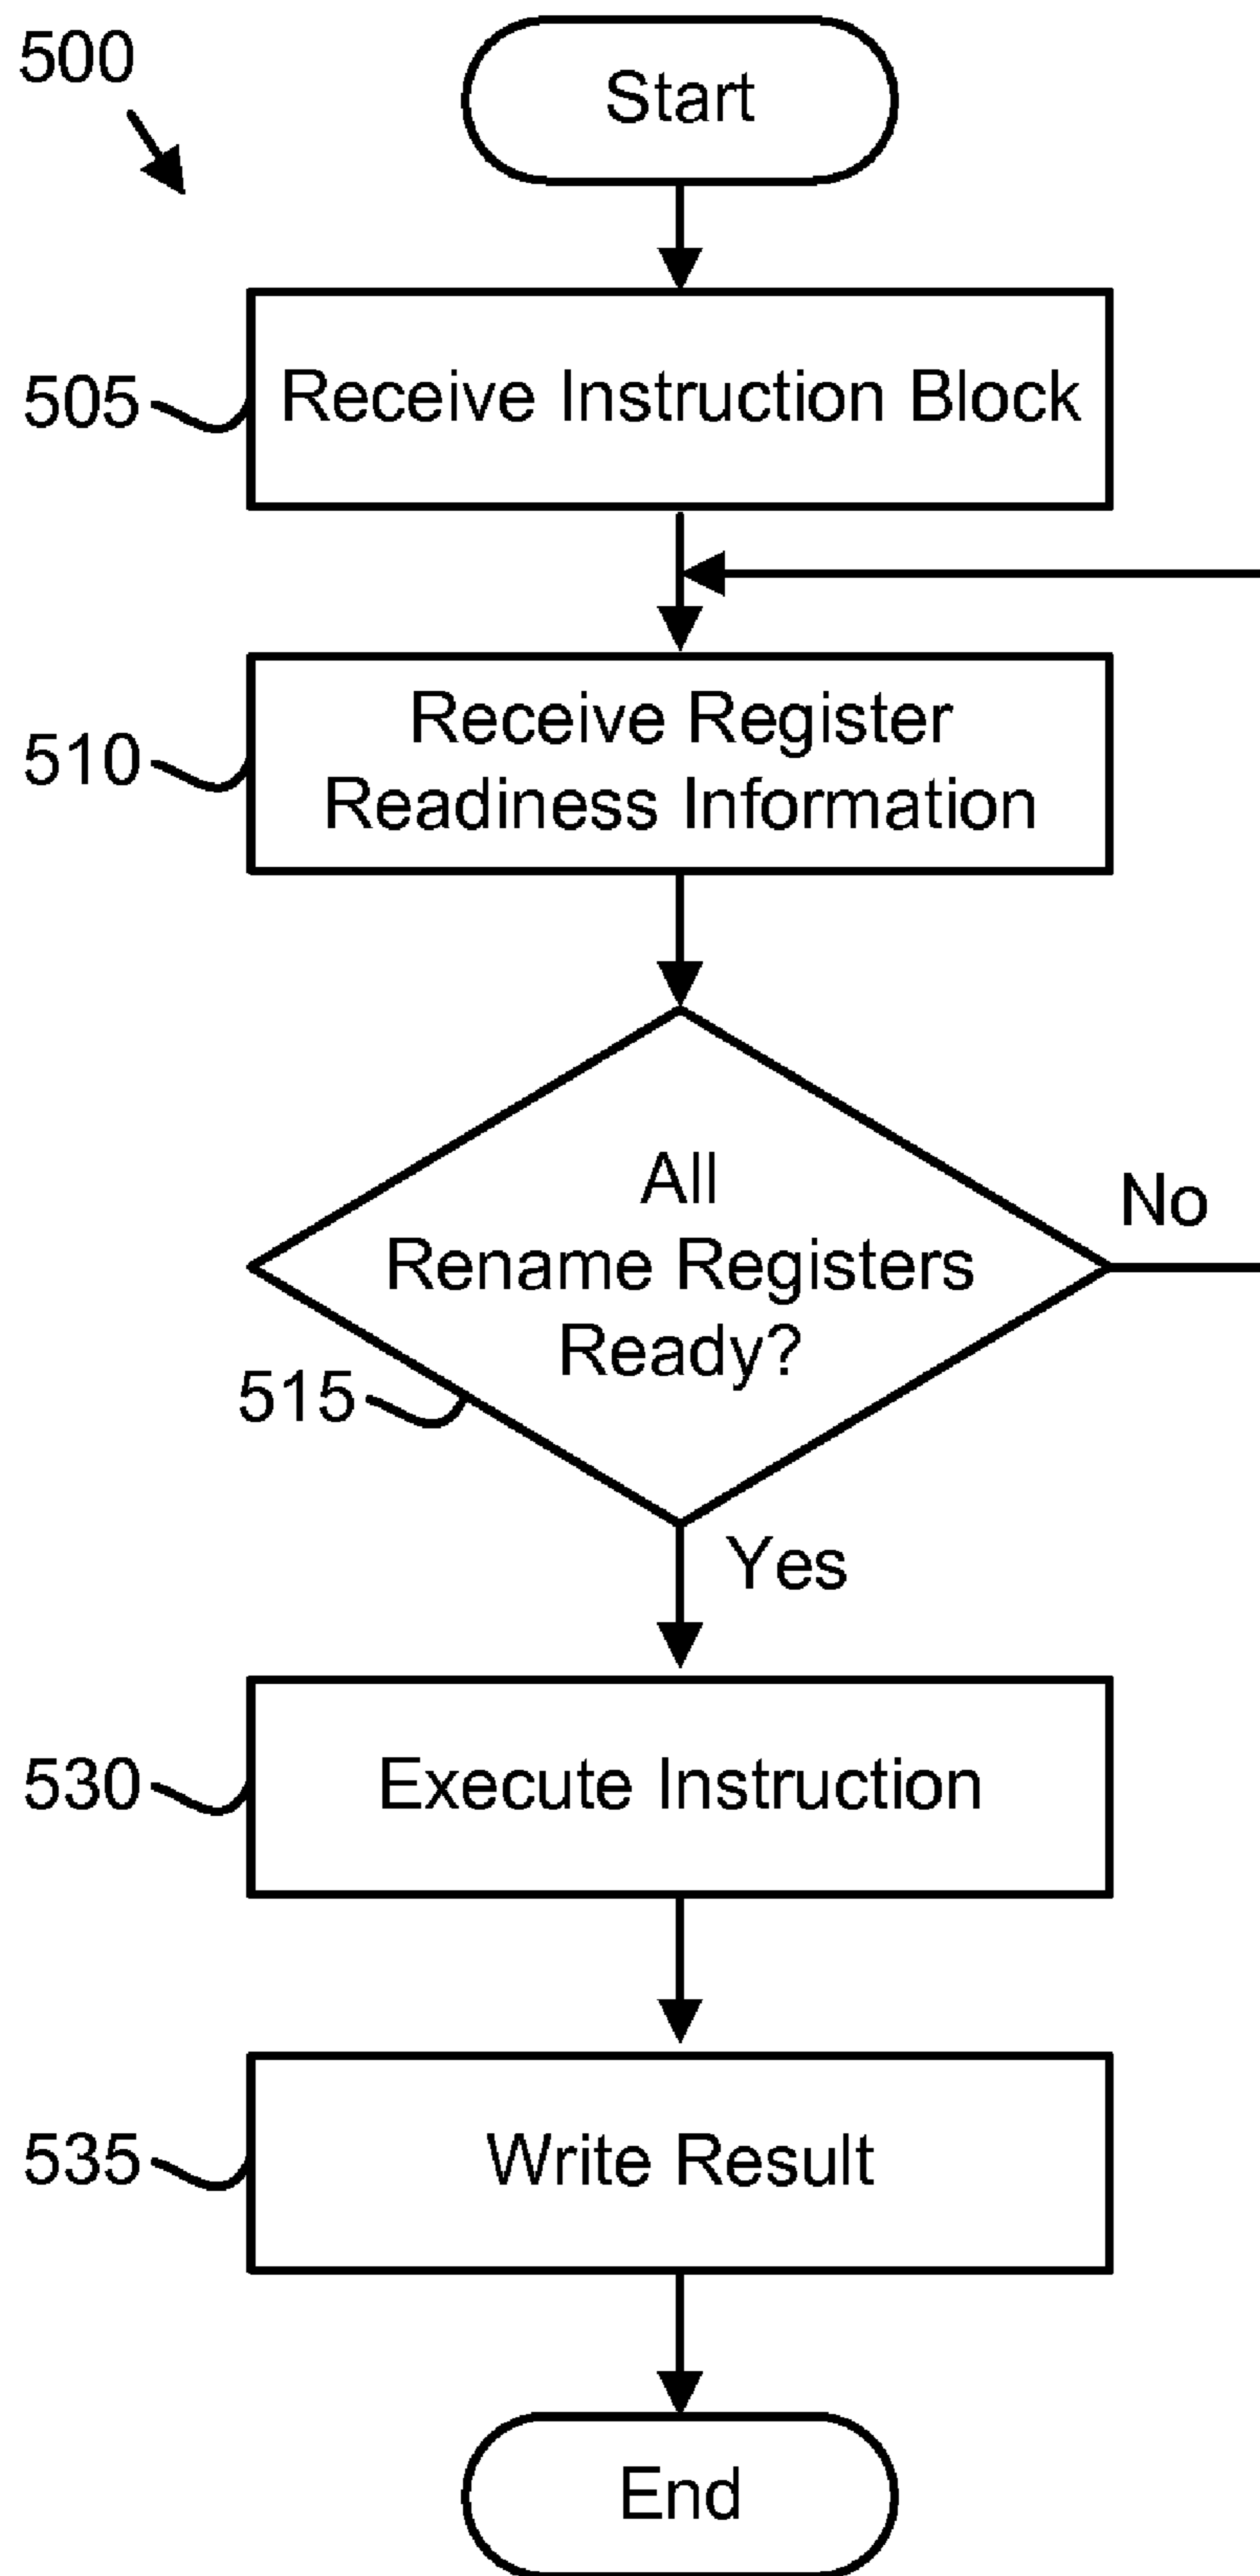 500
Start
505
Receive Instruction Block
510
Receive Register
Readiness Information
All
Rename Registers
Ready?
No
515
Yes
530
Execute Instruction
535
Write Result
End